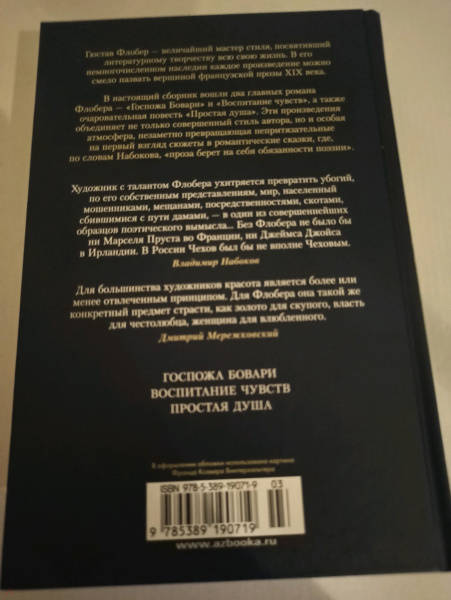 Гюстав Флобер — величайший мастер стиля, посвятивший
литературному творчеству всю свою жизнь. В его
немногочисленном наследии каждое произведение можно
смело назвать вершиной французской прозы XIX века.
В настоящий сборник вошли два главных романа
Флобера — «Госпожа Бовари» и «Воспитание чувств», а также
очаровательная повесть «Простая душа». Эти произведения
объединяет не только совершенный стиль автора, но и особая
атмосфера, незаметно превращающая непритязательные
на первый взгляд сюжеты в романтические сказки, где,
по словам Набокова, «проза берет на себя обязанности поэзии».
Художник с талантом Флобера ухитряется превратить убогий,
по его собственным представлениям, мир, населенный
мошенниками, мещанами, посредственностями, скотами,
сбившимися с пути дамами, — в один из совершеннейших
образцов поэтического вымысла... Без Флобера не было бы
ни Марселя Пруста во Франции, ни Джеймса Джойса
в Ирландии. В России Чехов был бы не вполне Чеховым.
Владимир Набоков
Для большинства художников красота является более или
менее отвлеченным принципом. Для Флобера она такой же
конкретный предмет страсти, как золото для скупого, власть
для честолюбца, женщина для влюбленного.
Дмитрий Мережковский
ГОСПОЖА БОВАРИ
ВОСПИТАНИЕ ЧУВСТВ
ПРОСТАЯ ДУША
В оформлении обложки использована картина
Франца Ксавера Винтерхальтера
ISBN 978-5-389-19071-9
03
9 785389 190719
www.azbooka.ru